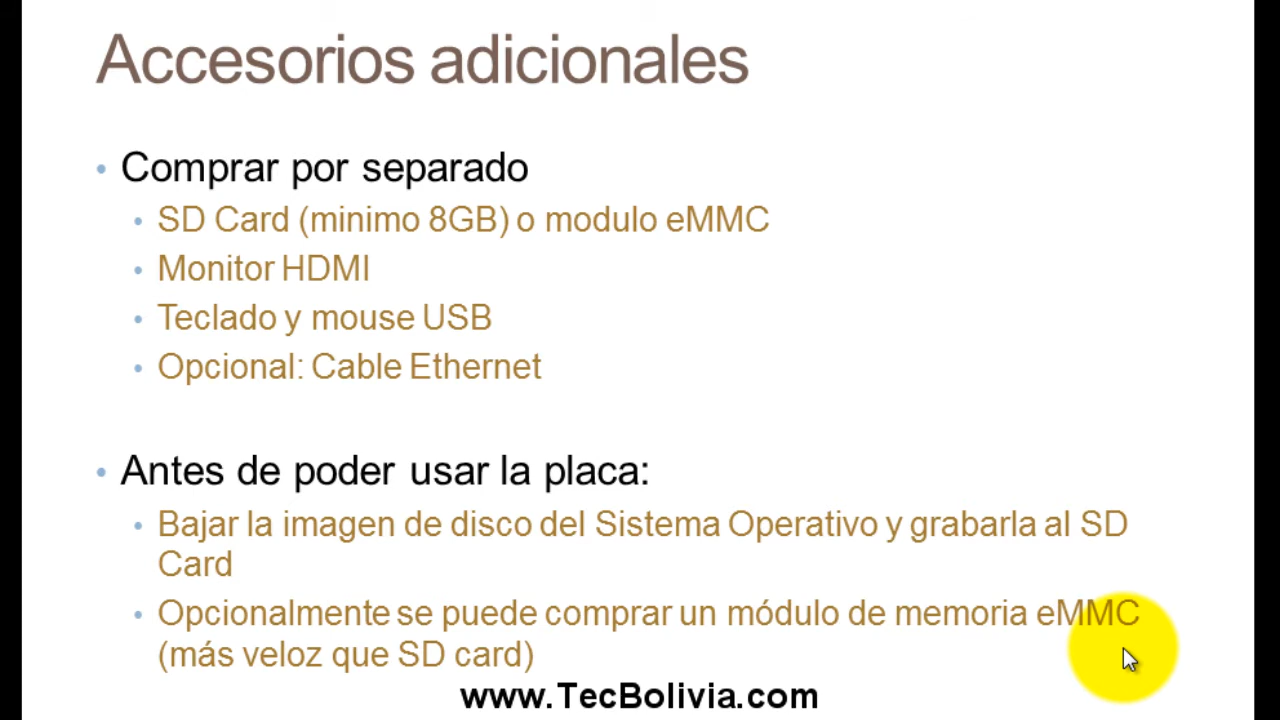 Accesorios adicionales
• Comprar por separado
• SD Card (minimo 8GB) o modulo eMMC
• Monitor HDMI
• Teclado y mouse USB
• Opcional: Cable Ethernet
• Antes de poder usar la placa:
• Bajar la imagen de disco del Sistema Operativo y grabarla al SD
Card
• Opcionalmente se puede comprar un módulo de memoria eMMC
(más veloz que SD card)
www.TecBolivia.com